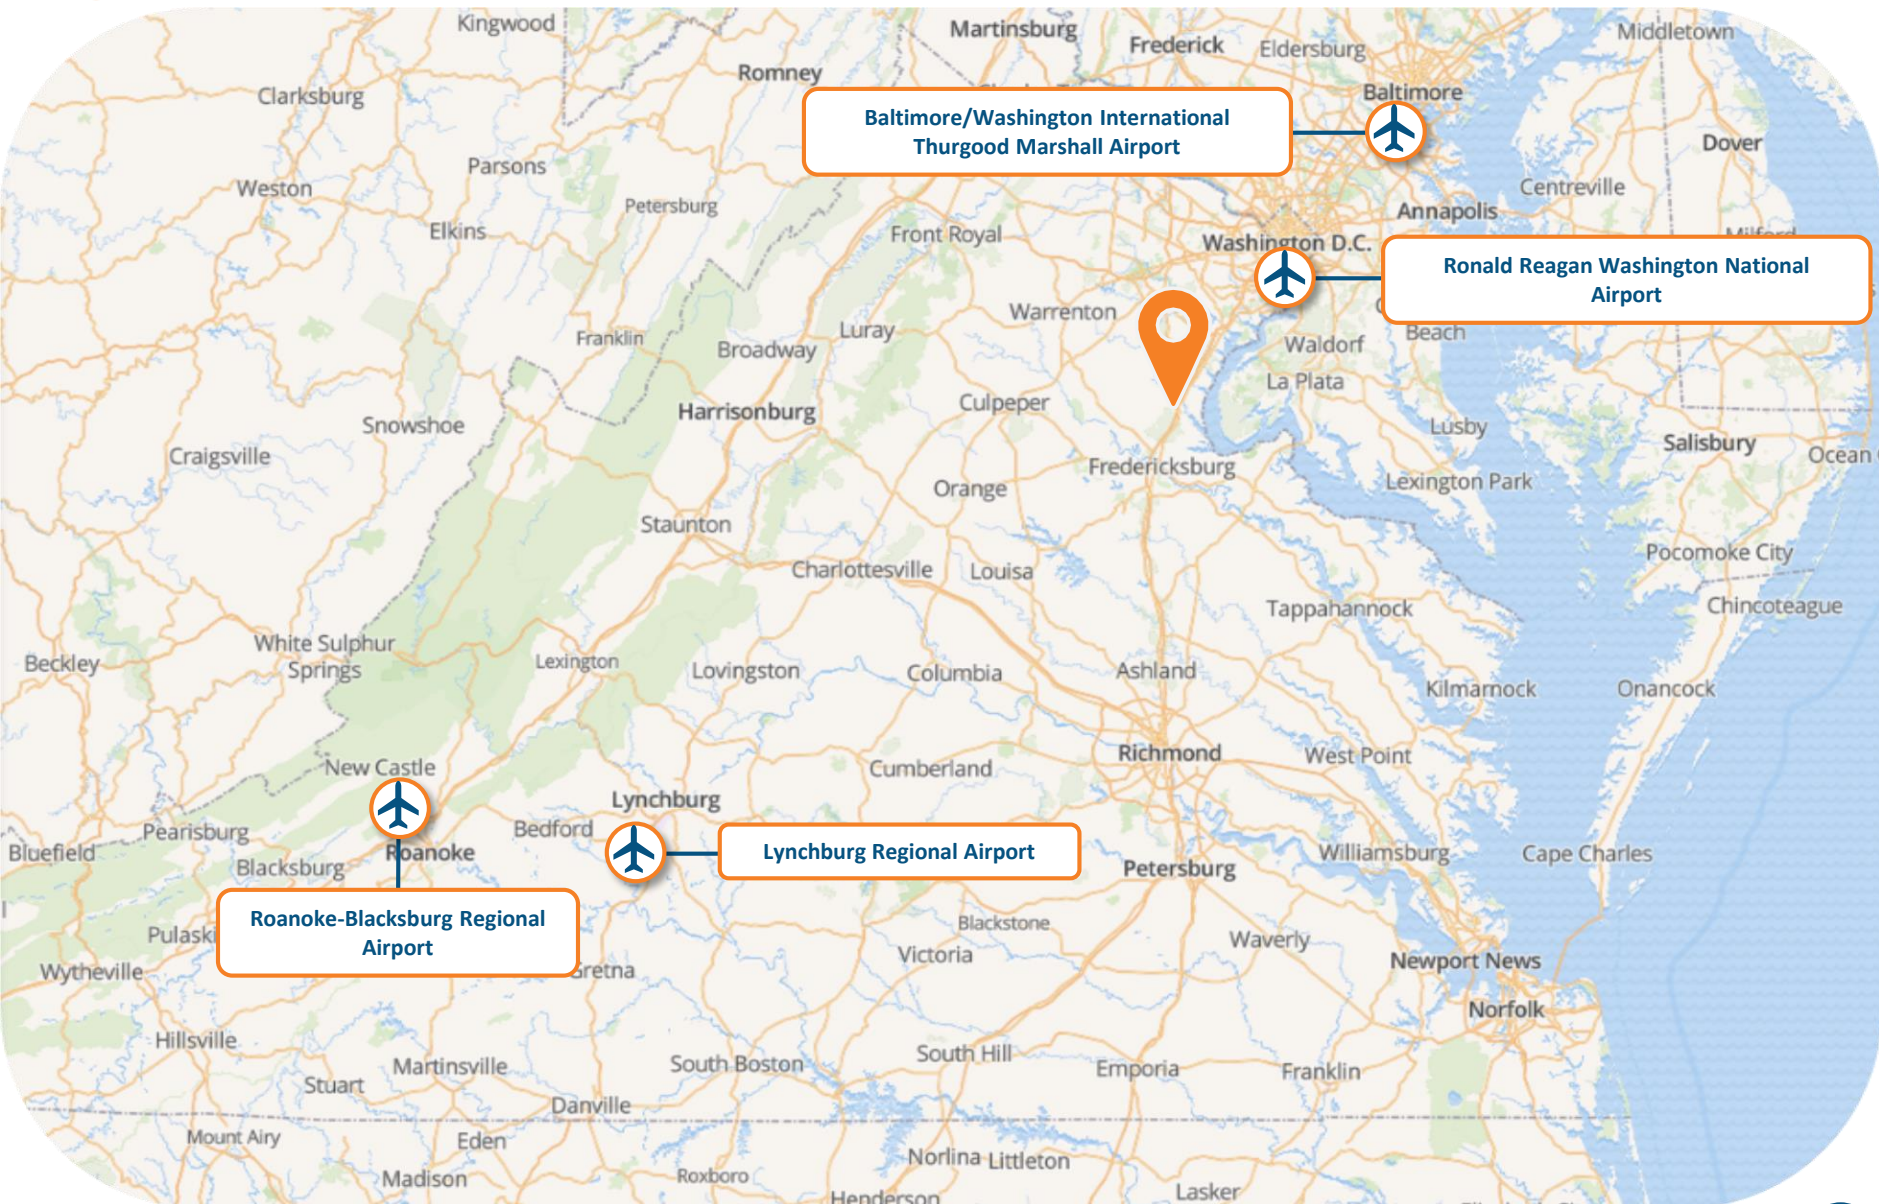 Kingwood
Martinsburg
Frederick
Eldersburg
Middletown
Romney
Clarksburg
Baltimore
Baltimore/Washington International
Thurgood Marshall Airport
Dover
Parsons
Weston
Petersburg
Centreville
Annapolis
Elkins
Front Royal
Washington D.C.
Milford
Ronald Reagan Washington National
Airport
Warrenton
Franklin
Luray
Broadway
Waldorf
Beach
La Plata
Culpeper
Harrisonburg
Snowshoe
Lusby
Salisbury
Craigsville
Ocean
Fredericksburg
Orange
Lexington Park
Staunton
Pocomoke City
Charlottesville
Louisa
Tappahannock
Chincoteague
White Sulphur
Springs
Beckley
Lexington
Lovingston
Columbia
Ashland
Kilmarnock
Onancock
Richmond
West Point
New Castle
Cumberland
Lynchburg
Pearisburg
Bedford
Bluefield
Roanoke
Lynchburg Regional Airport
Williamsburg
Cape Charles
Blacksburg
Petersburg
Roanoke-Blacksburg Regional
Airport
Pulaski
Blackstone
Victoria
Waverly
Wytheville
Gretna
Newport News
Norfolk
Hillsville
Martinsville
South Boston
South Hill
Emporia
Franklin
Stuart
Danville
Mount Airy
Eden
Norlina
Littleton
Madison
Roxboro
Henderson
Lasker